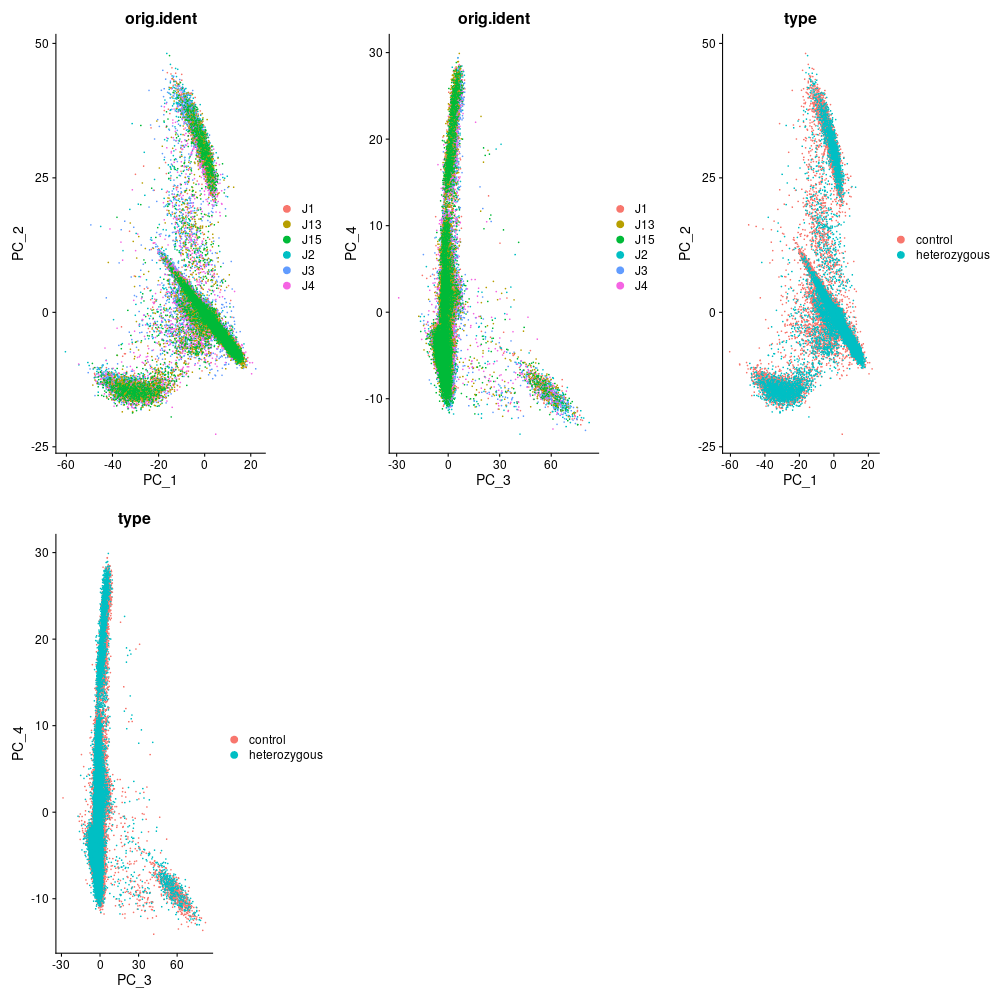 orig.ident
50
25
0
-25
PC_2
-60
-40
-20
0
20
PC_1
J1
J13
J15
J2
J3
J4
orig.ident
30
20
10
0
-10
PC_4
-30
0
30
60
PC_3
J1
J13
J15
J2
J3
J4
type
50
25
0
-25
PC_2
-60
-40
-20
0
20
PC_1
control
heterozygous
type
30
20
10
0
-10
PC_4
-30
0
30
60
PC_3
control
heterozygous